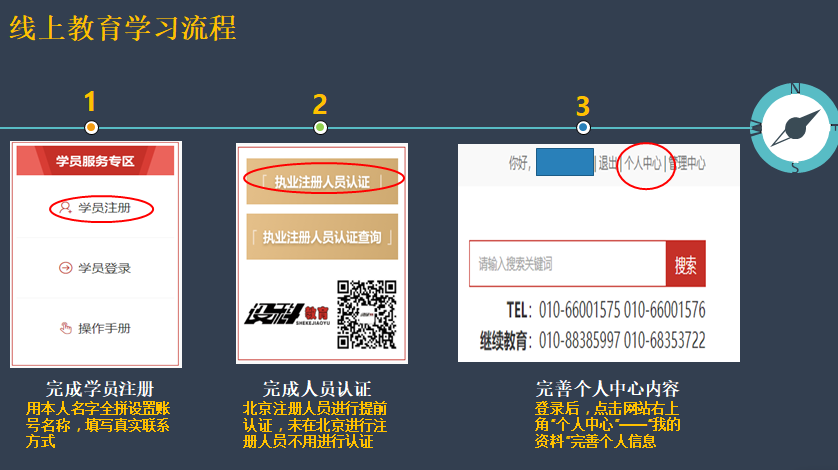 线上教育学习流程
1
2
3
N
W
E
S
学员服务专区
学员注册
学员登录
操作手册
执业注册人员认证
执业注册人员认证查询
设科教育
SHEKEJIAOYU
你好, | 退出 | 个人中心 | 管理中心
请输入搜索关键词
搜索
TEL: 010-66001575 010-66001576
继续教育: 010-88385997 010-68353722
完成学员注册
用本人名字全拼设置账
号名称，填写真实联系
方式
完成人员认证
北京注册人员进行提前
认证，未在北京进行注
册人员不用进行认证
完善个人中心内容
登录后，点击网站右上
角“个人中心”——“我的
资料”完善个人信息